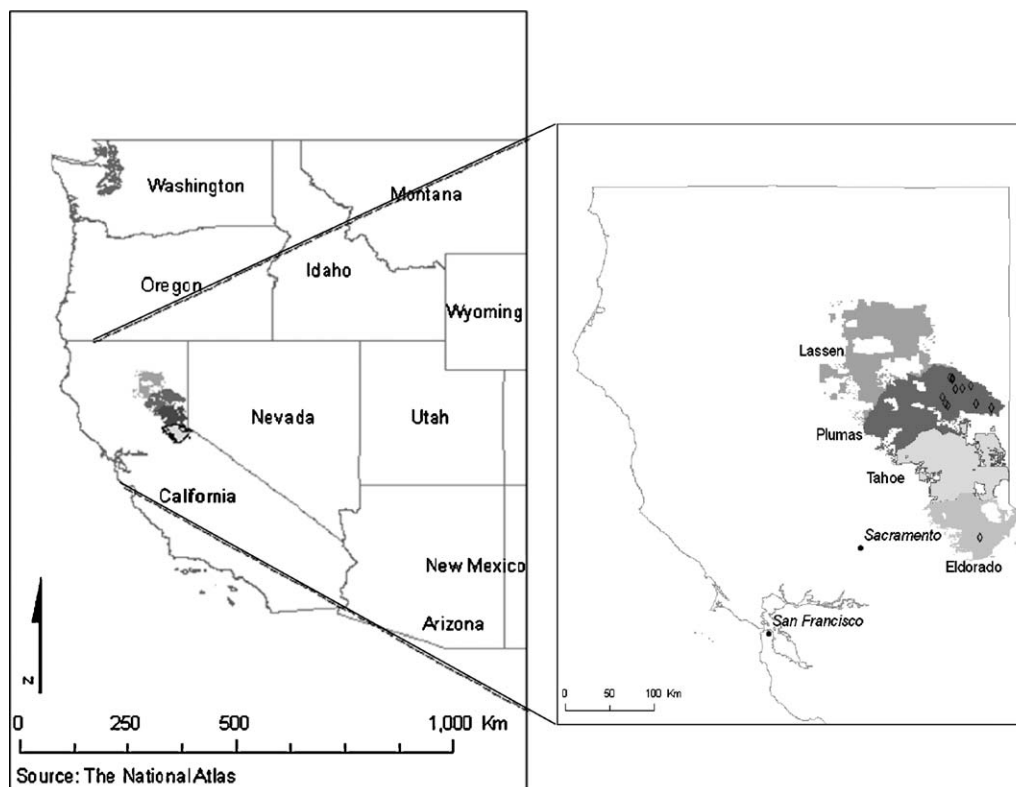 Washington
Montana
Oregon
Idaho
Wyoming
Nevada
Utah
Calfornia
New Mexico
Arizona
N
0 250 500 1,000 Km
Source: The National Atlas
Lassen
Plumas
Tahoe
Sacramento
Eldorado
San Francisco
0 50 100 Km